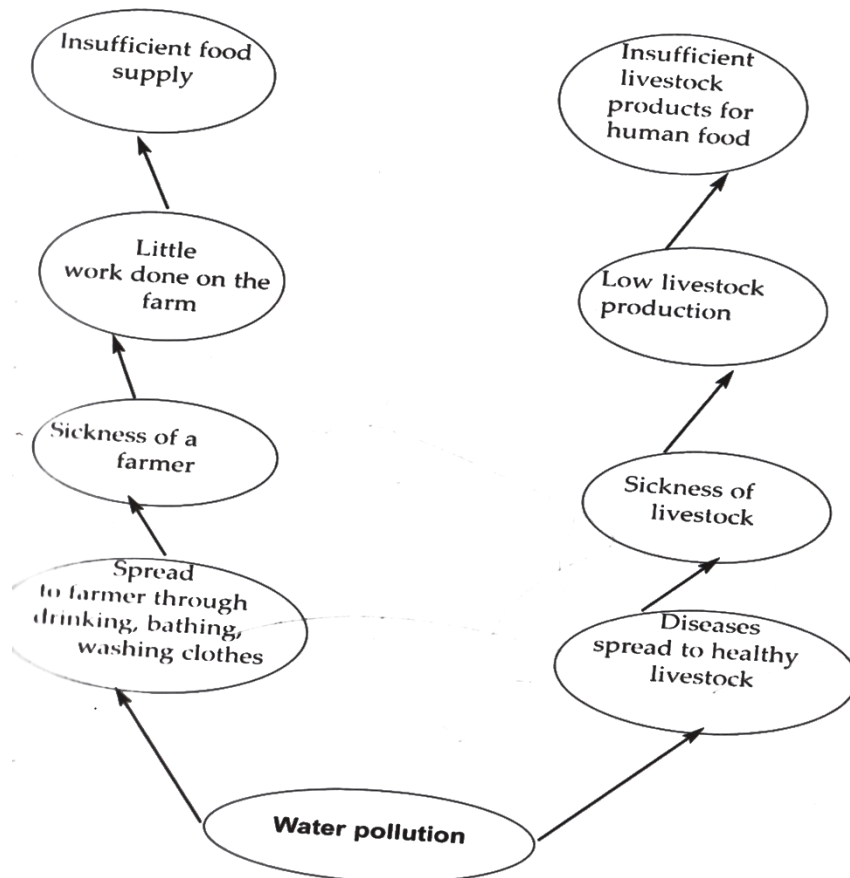 Insufficient food
supply
Insufficient
livestock
products for
human food
Little
work done on the
farm
Low livestock
production
Sickness of a
farmer
Sickness of
livestock
Spread
to farmer through
drinking, bathing,
washing clothes
Diseases
spread to healthy
livestock
Water pollution